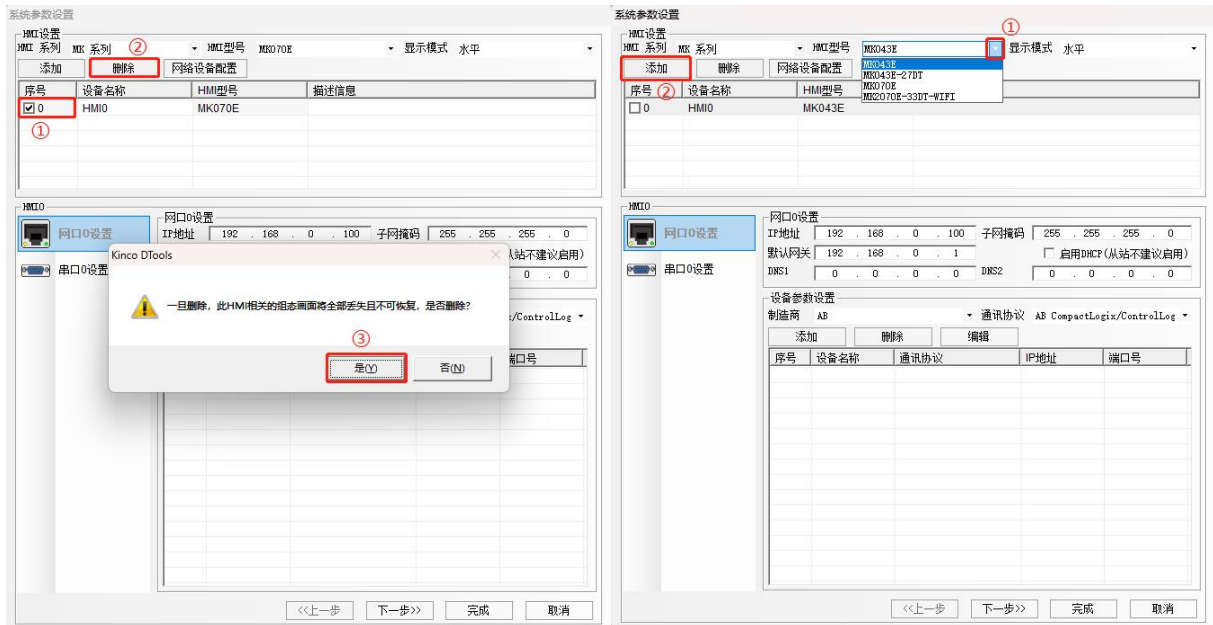 系统参数设置
HMI设置
HMI 系列 MK 系列 ② HMI型号 MK070E 显示模式 水平
添加 删除 网络设备配置
序号 设备名称 HMI型号 描述信息
0 HMI0 MK070E
①
HMI0
网口0设置
网口0设置
IP地址 192 . 168 . 0 . 100 子网掩码 255 . 255 . 255 . 0
(从站不建议启用)
串口0设置
0 . 0
Kinco DTools
一旦删除，此HMI相关的组态画面将全部丢失且不可恢复，是否删除?
③
是(Y) 否(N)
:/ControlLog
端口号
<<上一步 下一步>> 完成 取消
系统参数设置
HMI设置
①
HMI 系列 MK 系列 HMI型号 MK043E 显示模式 水平
MK043E
MK043E-27DT
MK070E
MK2070E-33DT-WIFI
添加 删除 网络设备配置
序号 ② 设备名称 HMI型号
0 HMI0 MK043E
HMI0
网口0设置
网口0设置
IP地址 192 . 168 . 0 . 100 子网掩码 255 . 255 . 255 . 0
默认网关 192 . 168 . 0 . 1 启用DHCP(从站不建议启用)
串口0设置
DNS1 0 . 0 . 0 . 0 DNS2 0 . 0 . 0 . 0
设备参数设置
制造商 AB 通讯协议 AB CompactLogix/ControlLog
添加 删除 编辑
序号 设备名称 通讯协议 IP地址 端口号
<<上一步 下一步>> 完成 取消